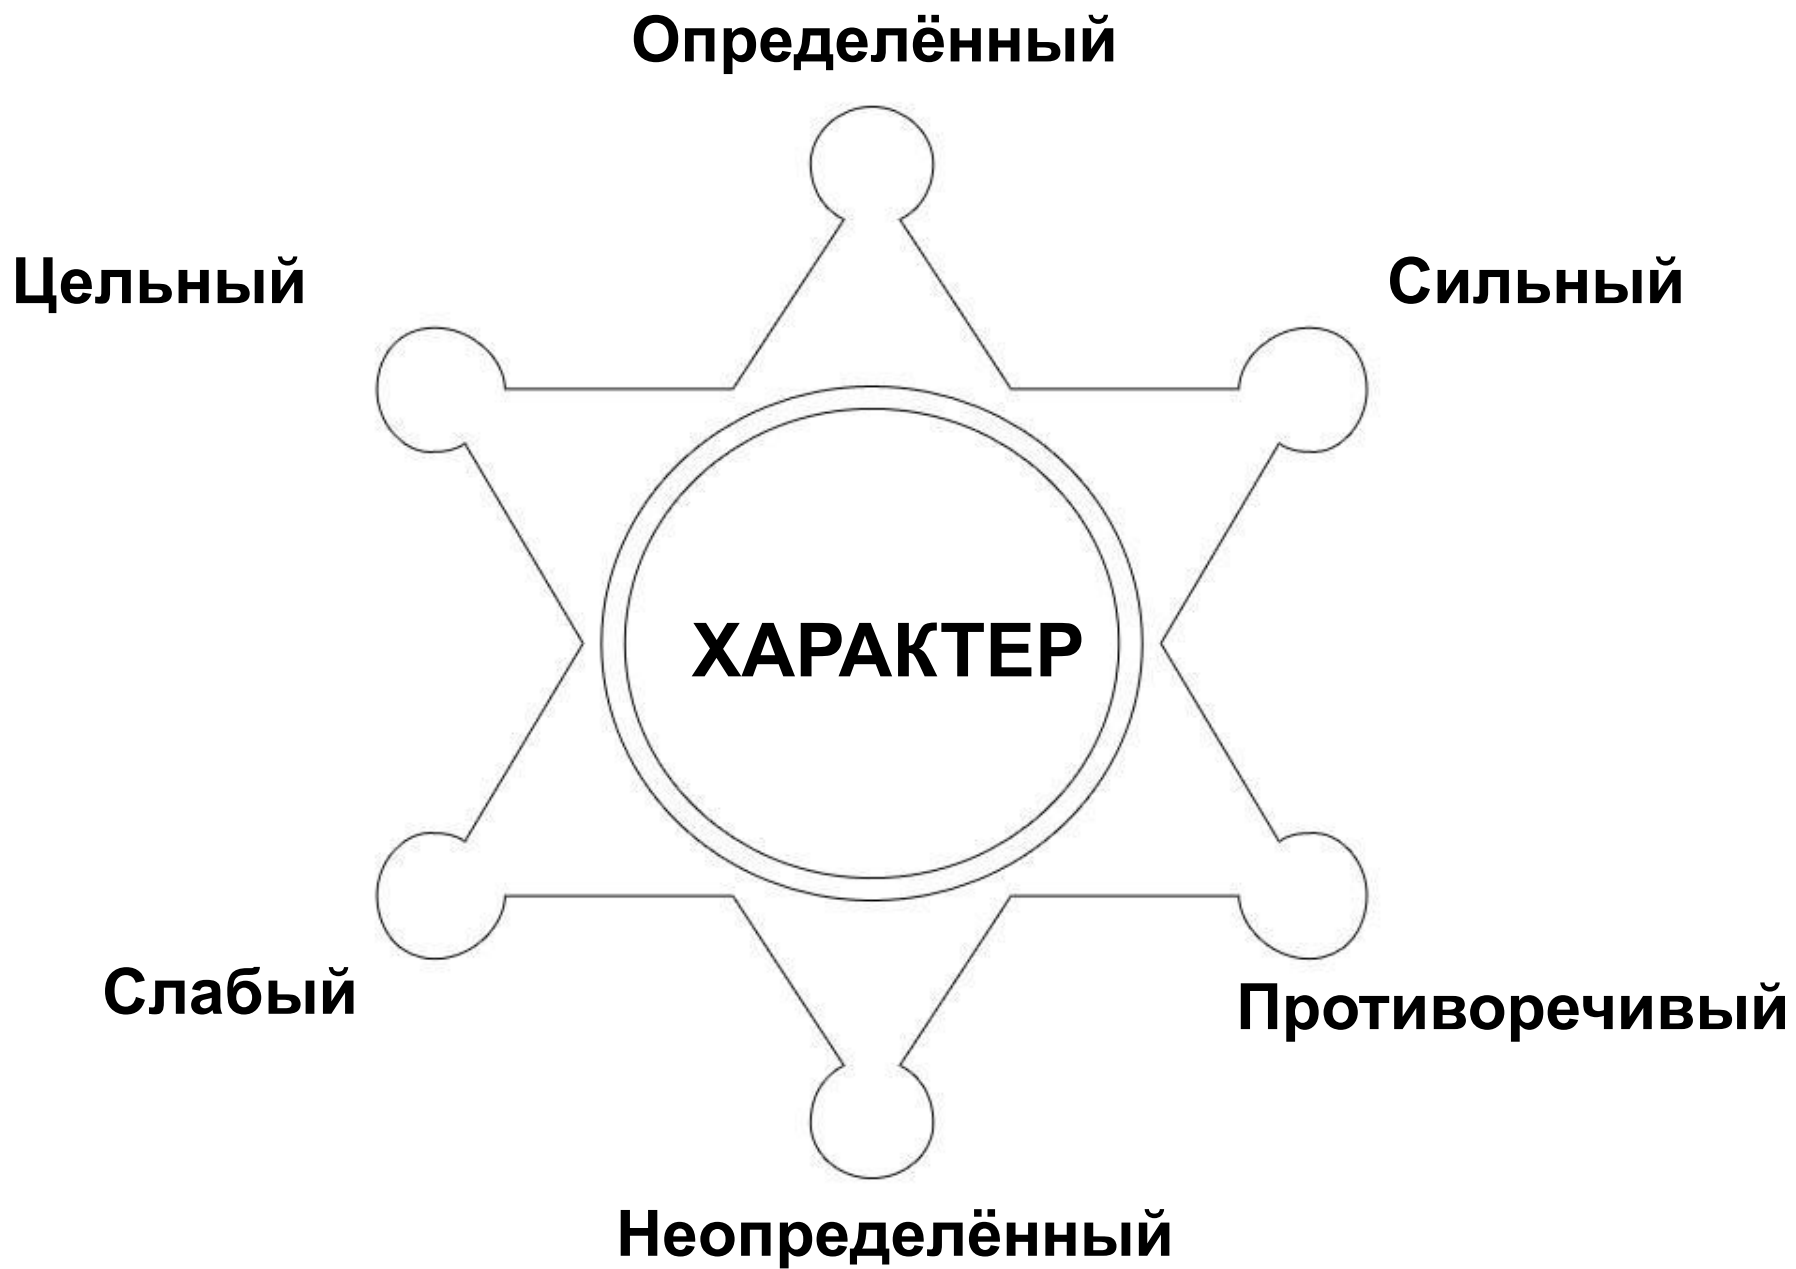 Определённый
Цельный
Сильный
ХАРАКТЕР
Слабый
Противоречивый
Неопределённый